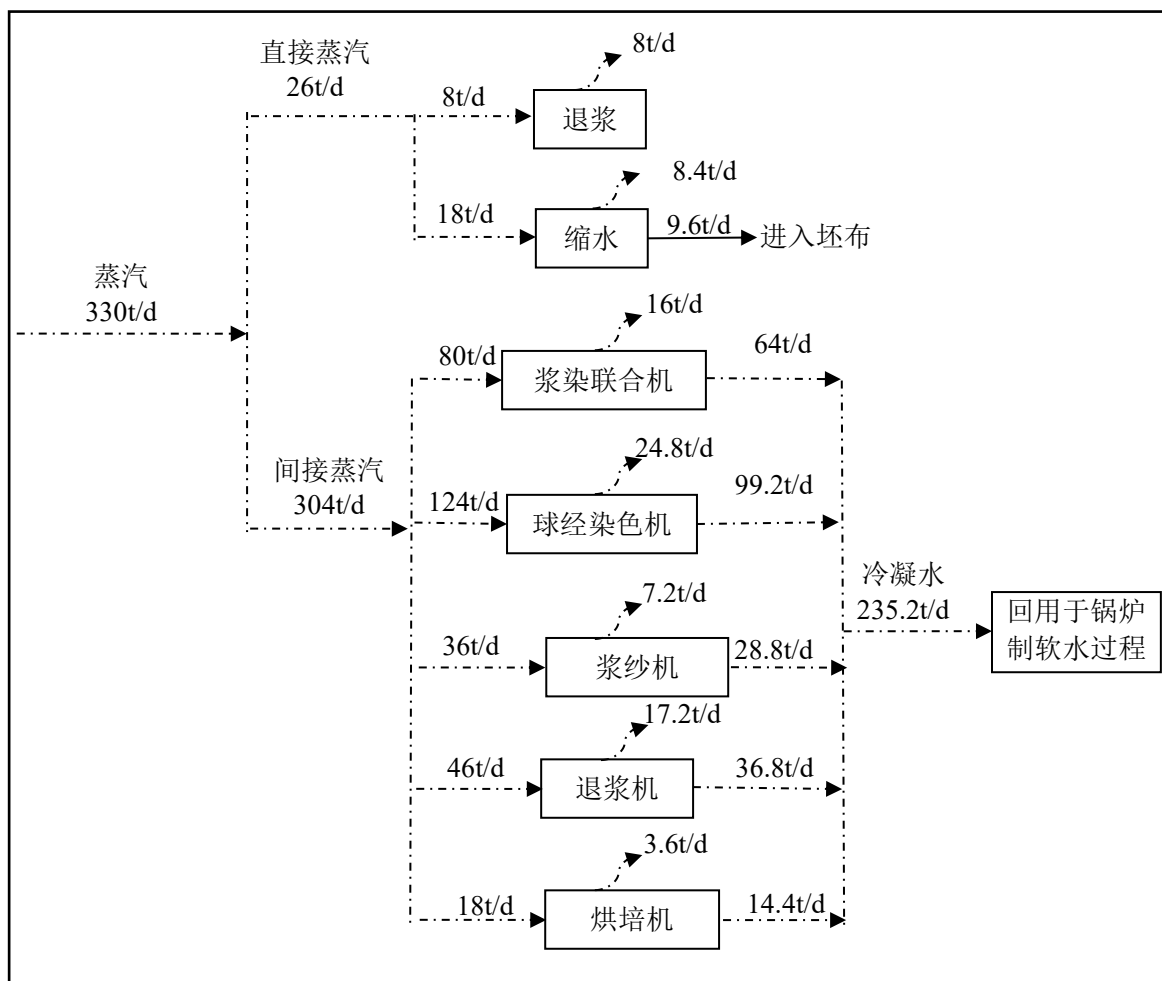 直接蒸汽
26t/d
8t/d
8t/d
退浆
18t/d
8.4t/d
缩水
9.6t/d
进入坯布
蒸汽
330t/d
间接蒸汽
304t/d
80t/d
16t/d
浆染联合机
64t/d
124t/d
24.8t/d
球经染色机
99.2t/d
36t/d
7.2t/d
浆纱机
28.8t/d
46t/d
17.2t/d
退浆机
36.8t/d
18t/d
3.6t/d
烘培机
14.4t/d
冷凝水
235.2t/d
回用于锅炉
制软水过程